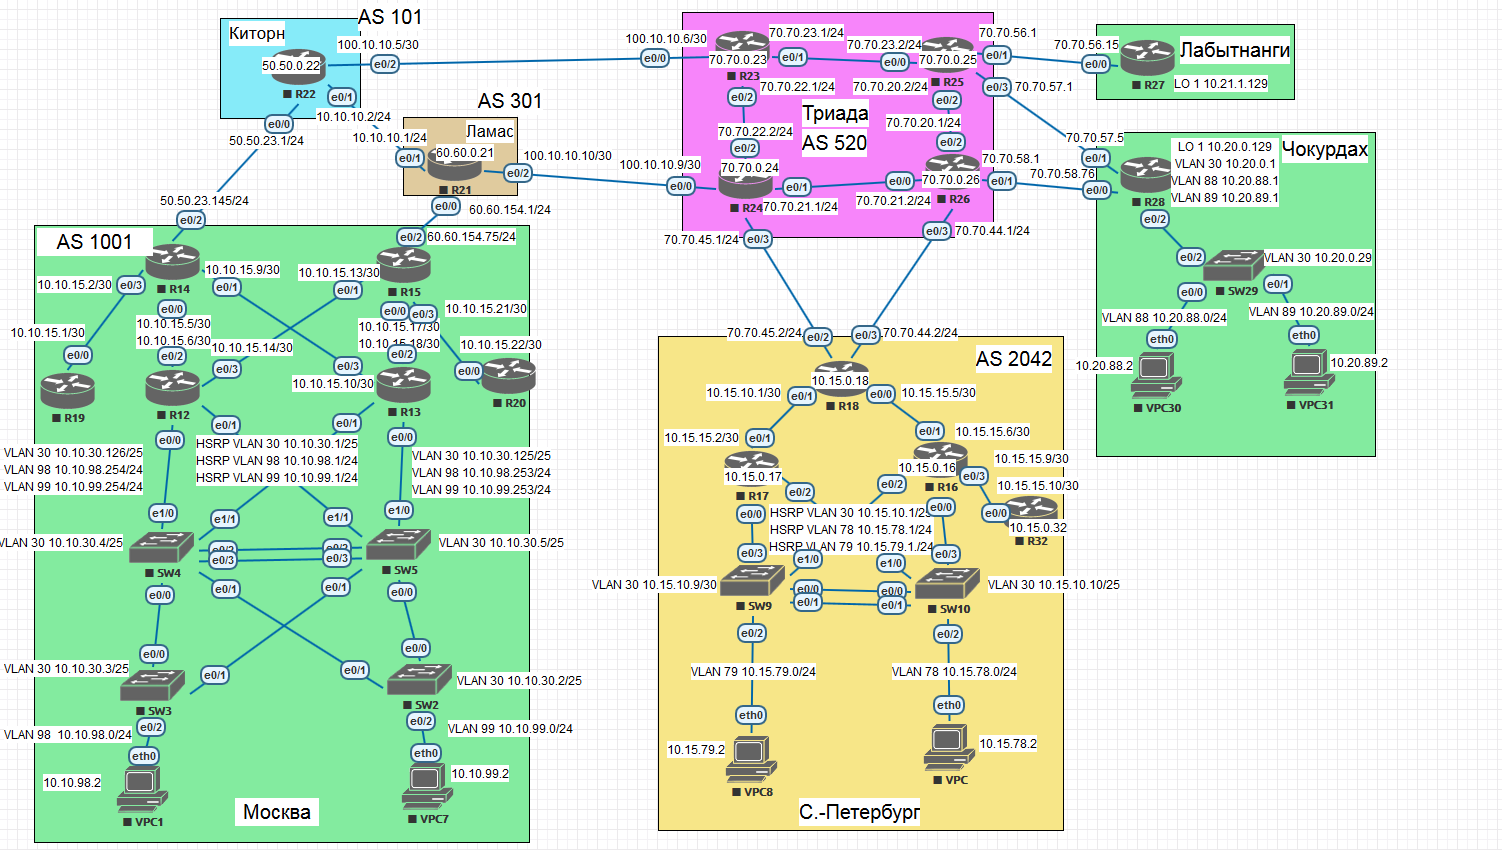 AS 101
Киторн
100.10.10.5/30
50.50.0.22
e0/2
R22
e0/1
e0/0
10.10.10.2/24
50.50.23.1/24
AS 301
Ламас
10.10.10.1/24
60.60.0.21
e0/1
R21
e0/2
100.10.10.10/30
e0/0
60.60.154.1/24
100.10.10.6/30
e0/0
70.70.0.23
R23
70.70.23.1/24
e0/1
70.70.23.2/24
e0/0
70.70.0.25
R25
70.70.56.1
e0/1
e0/3
70.70.57.1
70.70.22.1/24
e0/2
70.70.20.2/24
e0/2
Триада
AS 520
70.70.22.2/24
e0/2
70.70.20.1/24
e0/2
100.10.10.9/30
e0/0
70.70.0.24
R24
e0/1
70.70.21.1/24
e0/0
70.70.21.2/24
70.70.0.26
R26
70.70.58.1
e0/1
70.70.45.1/24
e0/3
e0/3
70.70.44.1/24
70.70.56.15
e0/0
R27
Лабытнанги
LO 1 10.21.1.129
70.70.57.5
e0/1
70.70.58.76
e0/0
R28
LO 1 10.20.0.129
VLAN 30 10.20.0.1
VLAN 88 10.20.88.1
VLAN 89 10.20.89.1
Чокурдах
e0/2
e0/2
VLAN 30 10.20.0.29
SW29
e0/0
e0/1
VLAN 88 10.20.88.0/24
VLAN 89 10.20.89.0/24
eth0
eth0
10.20.88.2
10.20.89.2
VPC30
VPC31
50.50.23.145/24
e0/2
AS 1001
e0/2
60.60.154.75/24
10.10.15.2/30
e0/3
R14
10.10.15.9/30
e0/1
10.10.15.13/30
e0/1
R15
e0/0
10.10.15.5/30
e0/0
e0/3
10.10.15.21/30
10.10.15.17/30
10.10.15.1/30
e0/0
10.10.15.6/30
e0/2
10.10.15.14/30
e0/3
10.10.15.18/30
e0/2
10.10.15.22/30
e0/0
e0/3
10.10.15.10/30
R19
R12
R13
R20
e0/1
e0/1
e0/0
e0/0
VLAN 30 10.10.30.126/25
VLAN 98 10.10.98.254/24
VLAN 99 10.10.99.254/24
HSRP VLAN 30 10.10.30.1/25
HSRP VLAN 98 10.10.98.1/24
HSRP VLAN 99 10.10.99.1/24
VLAN 30 10.10.30.125/25
VLAN 98 10.10.98.253/24
VLAN 99 10.10.99.253/24
e1/0
e1/1
e1/1
e1/0
VLAN 30 10.10.30.4/25
e0/2
e0/3
e0/2
e0/3
VLAN 30 10.10.30.5/25
SW4
SW5
e0/0
e0/1
e0/1
e0/0
e0/0
e0/0
VLAN 30 10.10.30.3/25
e0/1
e0/1
VLAN 30 10.10.30.2/25
SW3
SW2
e0/2
e0/2
VLAN 98 10.10.98.0/24
VLAN 99 10.10.99.0/24
eth0
eth0
10.10.98.2
10.10.99.2
VPC1
VPC7
Москва
70.70.45.2/24
e0/2
e0/3
70.70.44.2/24
AS 2042
10.15.0.18
R18
10.15.10.1/30
e0/1
e0/0
10.15.15.5/30
10.15.15.2/30
e0/1
e0/1
10.15.15.6/30
10.15.0.17
R17
10.15.0.16
R16
10.15.15.9/30
e0/3
10.15.15.10/30
e0/0
10.15.0.32
R32
e0/2
e0/2
e0/0
e0/0
HSRP VLAN 30 10.15.10.1/25
HSRP VLAN 78 10.15.78.1/24
HSRP VLAN 79 10.15.79.1/24
e0/3
e1/0
e1/0
e0/3
VLAN 30 10.15.10.9/30
e0/0
e0/1
e0/0
e0/1
VLAN 30 10.15.10.10/25
SW9
SW10
e0/2
e0/2
VLAN 79 10.15.79.0/24
VLAN 78 10.15.78.0/24
eth0
eth0
10.15.79.2
10.15.78.2
VPC8
VPC
С.-Петербург